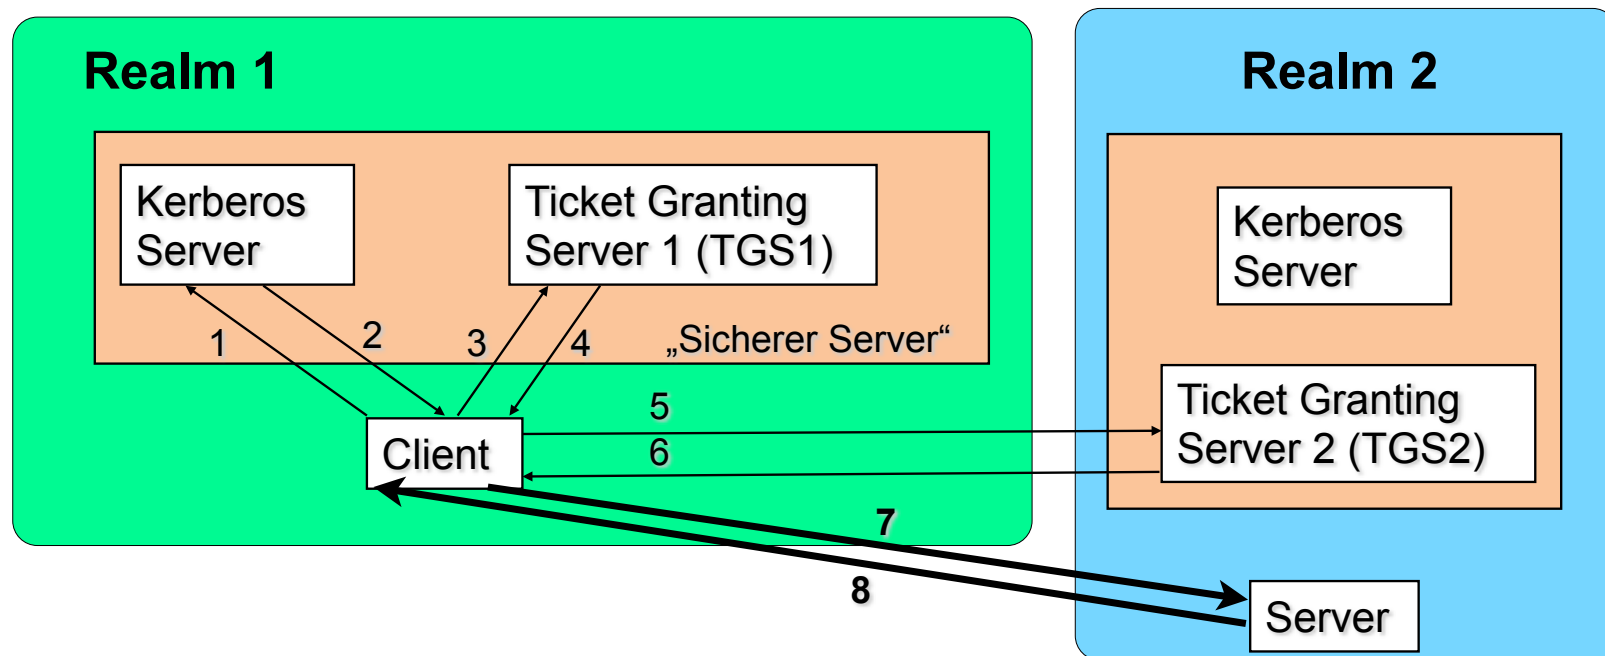 Realm 1
Realm 2
Kerberos
Server
Ticket Granting
Server 1 (TGS1)
Kerberos
Server
1
2
3
4
„Sicherer Server“
Ticket Granting
Server 2 (TGS2)
5
6
Client
7
8
Server